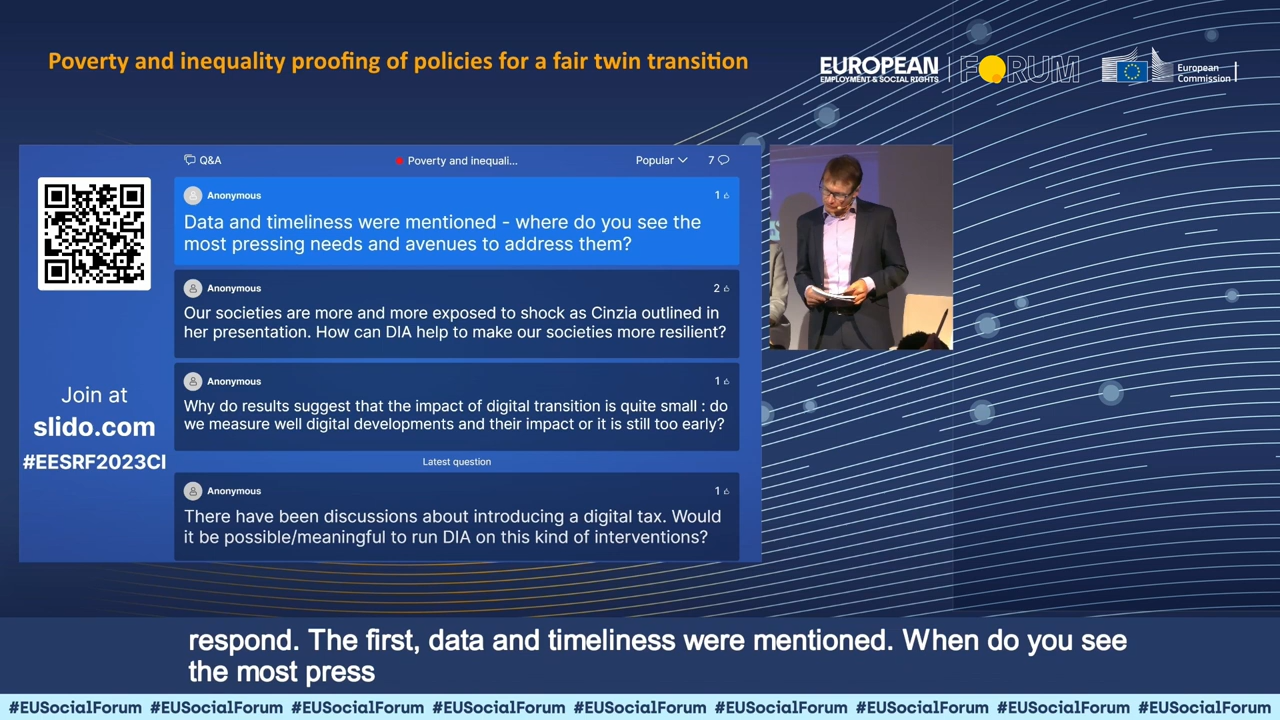 Poverty and inequality proofing of policies for a fair twin transition
EUROPEAN
EMPLOYMENT & SOCIAL RIGHTS
FORUM
European
Commission
Q&A
Poverty and inequali...
Popular
7
Anonymous
1
Data and timeliness were mentioned - where do you see the
most pressing needs and avenues to address them?
Anonymous
2
Our societies are more and more exposed to shock as Cinzia outlined in
her presentation. How can DIA help to make our societies more resilient?
Anonymous
1
Why do results suggest that the impact of digital transition is quite small : do
we measure well digital developments and their impact or it is still too early?
Latest question
Anonymous
1
There have been discussions about introducing a digital tax. Would
it be possible/meaningful to run DIA on this kind of interventions?
Join at
slido.com
#EESRF2023CI
respond. The first, data and timeliness were mentioned. When do you see
the most press
#EUSocialForum #EUSocialForum #EUSocialForum #EUSocialForum #EUSocialForum #EUSocialForum #EUSocialForum #EUSocialForum #EUSocialForum